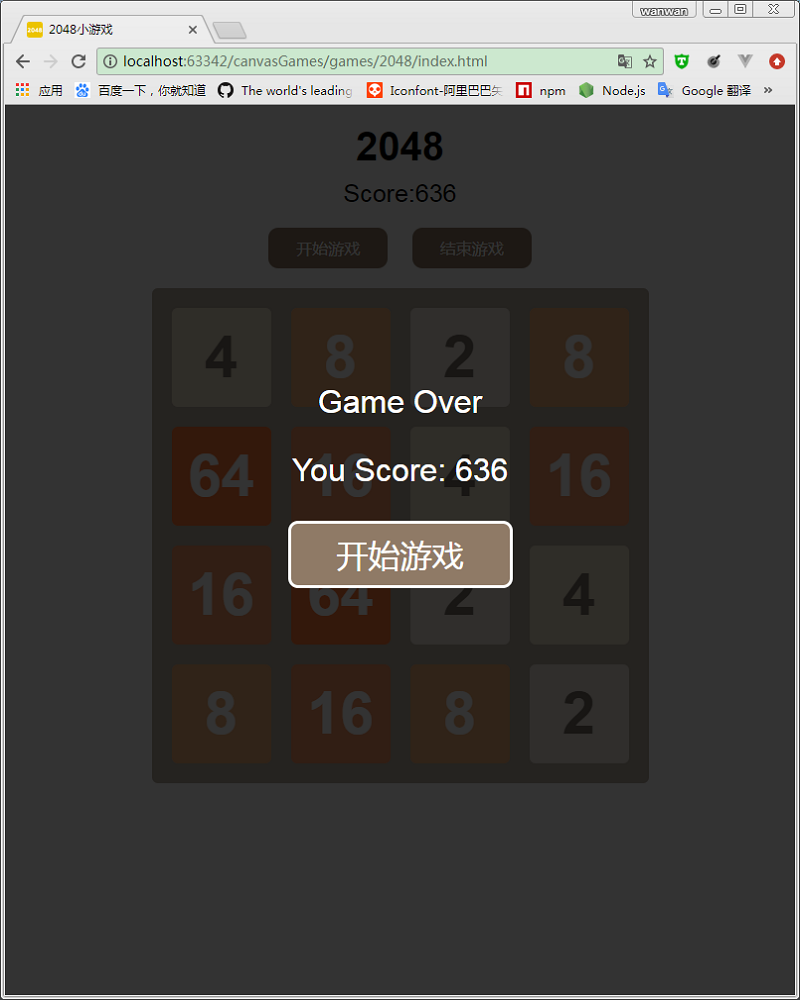 wanwan
2048小游戏
localhost:63342/canvasGames/games/2048/index.html
应用 百度一下，你就知道 The world's leading Iconfont-阿里巴巴矢 npm Node.js Google 翻译 »
2048
Score:636
开始游戏 结束游戏
4 8 2 8
Game Over
64 16 4 16
You Score: 636
开始游戏
16 64 2 4
8 16 8 2